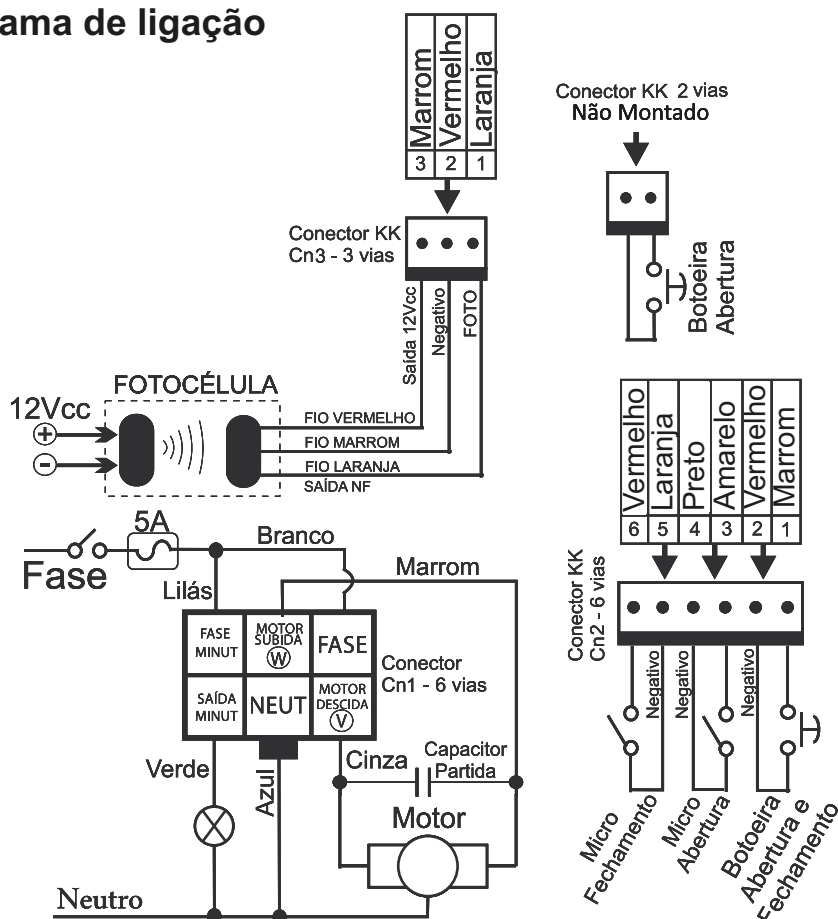 ama de ligação
Marrom
Vermelho
Laranja
3 2 1
Conector KK 2 vias
Não Montado
Conector KK
Cn3 - 3 vias
Botoeira
Abertura
Saída 12Vcc
Negativo
FOTO
FOTOCÉLULA
12Vcc
+
-
FIO VERMELHO
FIO MARROM
FIO LARANJA
SAÍDA NF
Vermelho
Laranja
Preto
Amarelo
Vermelho
Marrom
6 5 4 3 2 1
Conector KK
Cn2 - 6 vias
Negativo
Negativo
Negativo
Micro
Fechamento
Micro
Abertura
Botoeira
Abertura e
Fechamento
5A
Fase
Branco
Lilás
Marrom
FASE
MINUT
MOTOR
SUBIDA
W
FASE
SAÍDA
MINUT
NEUT
MOTOR
DESCIDA
V
Conector
Cn1 - 6 vias
Verde
Azul
Cinza
Capacitor
Partida
Motor
Neutro